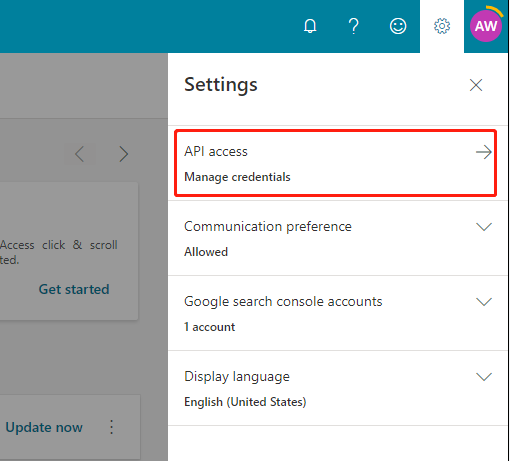 AW
Settings
API access
Manage credentials
Communication preference
Allowed
Google search console accounts
1 account
Display language
English (United States)
Access click & scroll
ted.
Get started
Update now